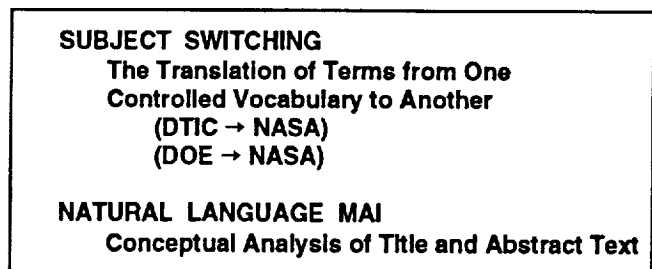 SUBJECT SWITCHING
The Translation of Terms from One
Controlled Vocabulary to Another
(DTIC → NASA)
(DOE → NASA)
NATURAL LANGUAGE MAI
Conceptual Analysis of Title and Abstract Text